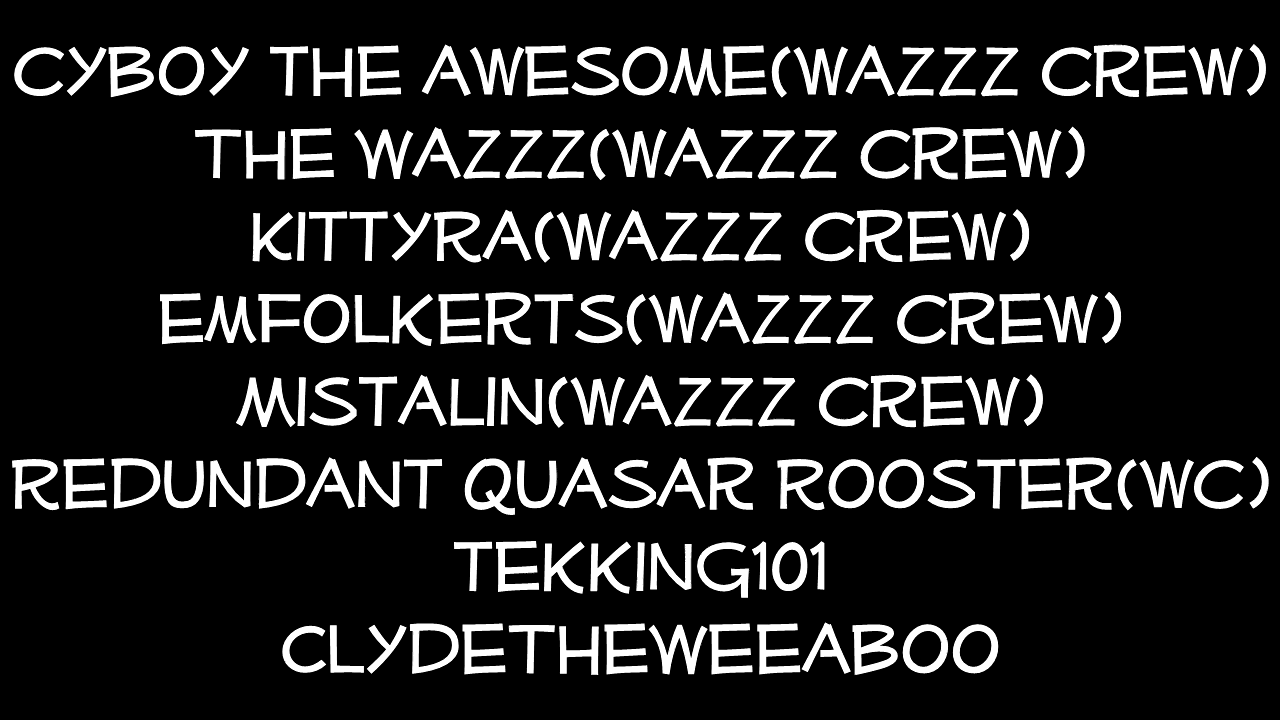 CYBOY THE AWESOME(WAZZZ CREW)
THE WAZZZ(WAZZZ CREW)
KITTYRA(WAZZZ CREW)
EMFOLKERTS(WAZZZ CREW)
MISTALIN(WAZZZ CREW)
REDUNDANT QUASAR ROOSTER(WC)
TEKKING101
CLYDETHEWEEABOO